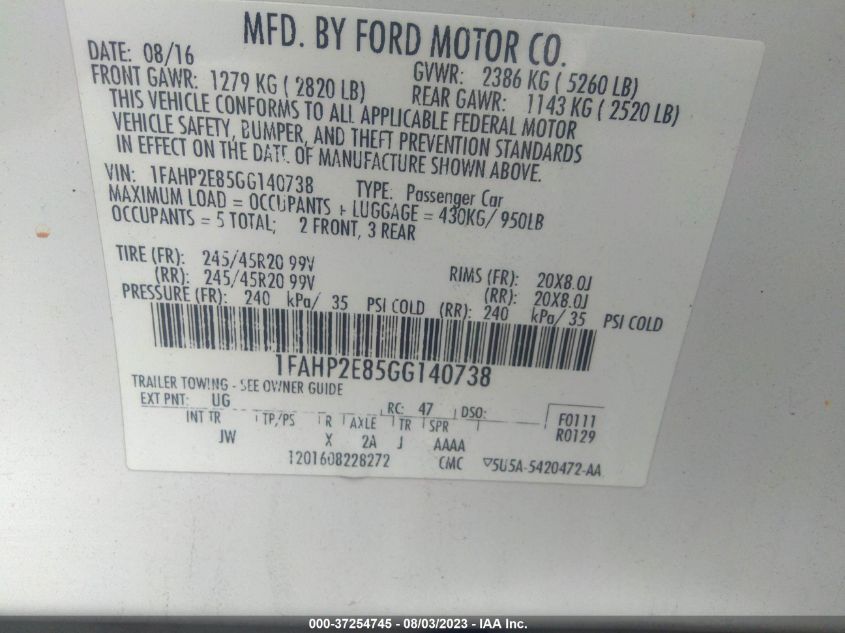 MFD. BY FORD MOTOR CO.
DATE: 08/16 GVWR: 2386 KG ( 5260 LB)
FRONT GAWR: 1279 KG ( 2820 LB) REAR GAWR: 1143 KG ( 2520 LB)
THIS VEHICLE CONFORMS TO ALL APPLICABLE FEDERAL MOTOR
VEHICLE SAFETY, BUMPER, AND THEFT PREVENTION STANDARDS
IN EFFECT ON THE DATE OF MANUFACTURE SHOWN ABOVE.
VIN: 1FAHP2E85GG140738 TYPE: Passenger Car
MAXIMUM LOAD = OCCUPANTS + LUGGAGE = 430KG/ 950LB
OCCUPANTS = 5 TOTAL; 2 FRONT, 3 REAR
TIRE (FR): 245/45R20 99V RIMS (FR): 20X8.0J
(RR): 245/45R20 99V (RR): 20X8.0J
PRESSURE (FR): 240 kPa/ 35 PSI COLD (RR): 240 kPa/ 35 PSI COLD
1FAHP2E85GG140738
TRAILER TOWING - SEE OWNER GUIDE
EXT PNT: UG RC: 47 DSO: F0111
INT TR TP/PS R AXLE TR SPR R0129
JW X 2A J AAAA
1201608228272 CMC ▽5U5A-5420472-AA
000-37254745 - 08/03/2023 - IAA Inc.